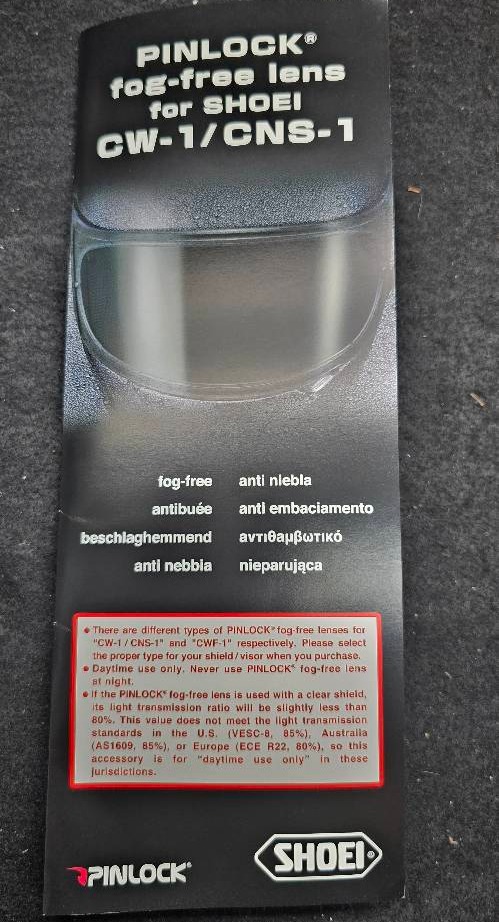 PINLOCK®
fog-free lens
for SHOEI
CW-1/CNS-1
fog-free anti niebla
antibuée anti embaciamento
beschlaghemmend αντιθαμβωτικό
anti nebbia nieparująca
• There are different types of PINLOCK® fog-free lenses for
"CW-1 / CNS-1" and "CWF-1" respectively. Please select
the proper type for your shield / visor when you purchase.
• Daytime use only. Never use PINLOCK® fog-free lens
at night.
• If the PINLOCK® fog-free lens is used with a clear shield,
its light transmission ratio will be slightly less than
80%. This value does not meet the light transmission
standards in the U.S. (VESC-8, 85%), Australia
(AS1609, 85%), or Europe (ECE R22, 80%), so this
accessory is for "daytime use only" in these
jurisdictions.
PINLOCK®
SHOEI®